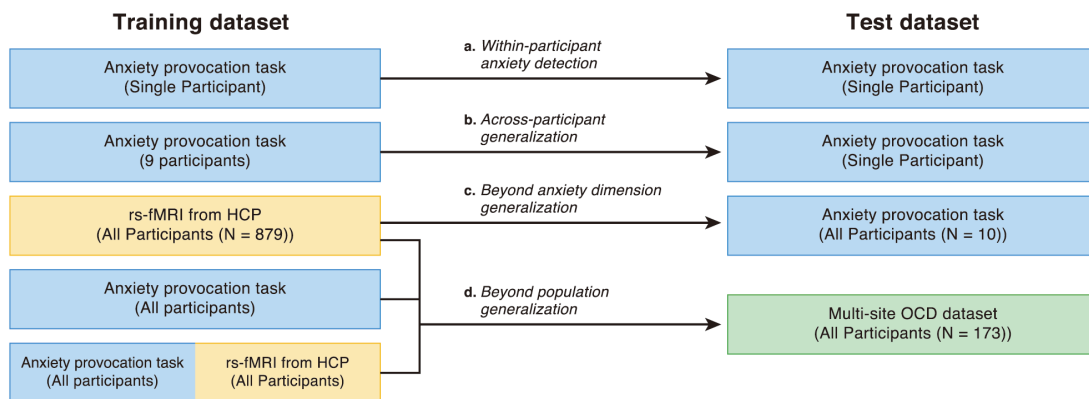 Training dataset
Test dataset
Anxiety provocation task
(Single Participant)
a. Within-participant
anxiety detection
Anxiety provocation task
(Single Participant)
Anxiety provocation task
(9 participants)
b. Across-participant
generalization
Anxiety provocation task
(Single Participant)
rs-fMRI from HCP
(All Participants (N = 879))
c. Beyond anxiety dimension
generalization
Anxiety provocation task
(All Participants (N = 10))
Anxiety provocation task
(All participants)
d. Beyond population
generalization
Multi-site OCD dataset
(All Participants (N = 173))
Anxiety provocation task
(All participants)
rs-fMRI from HCP
(All Participants)